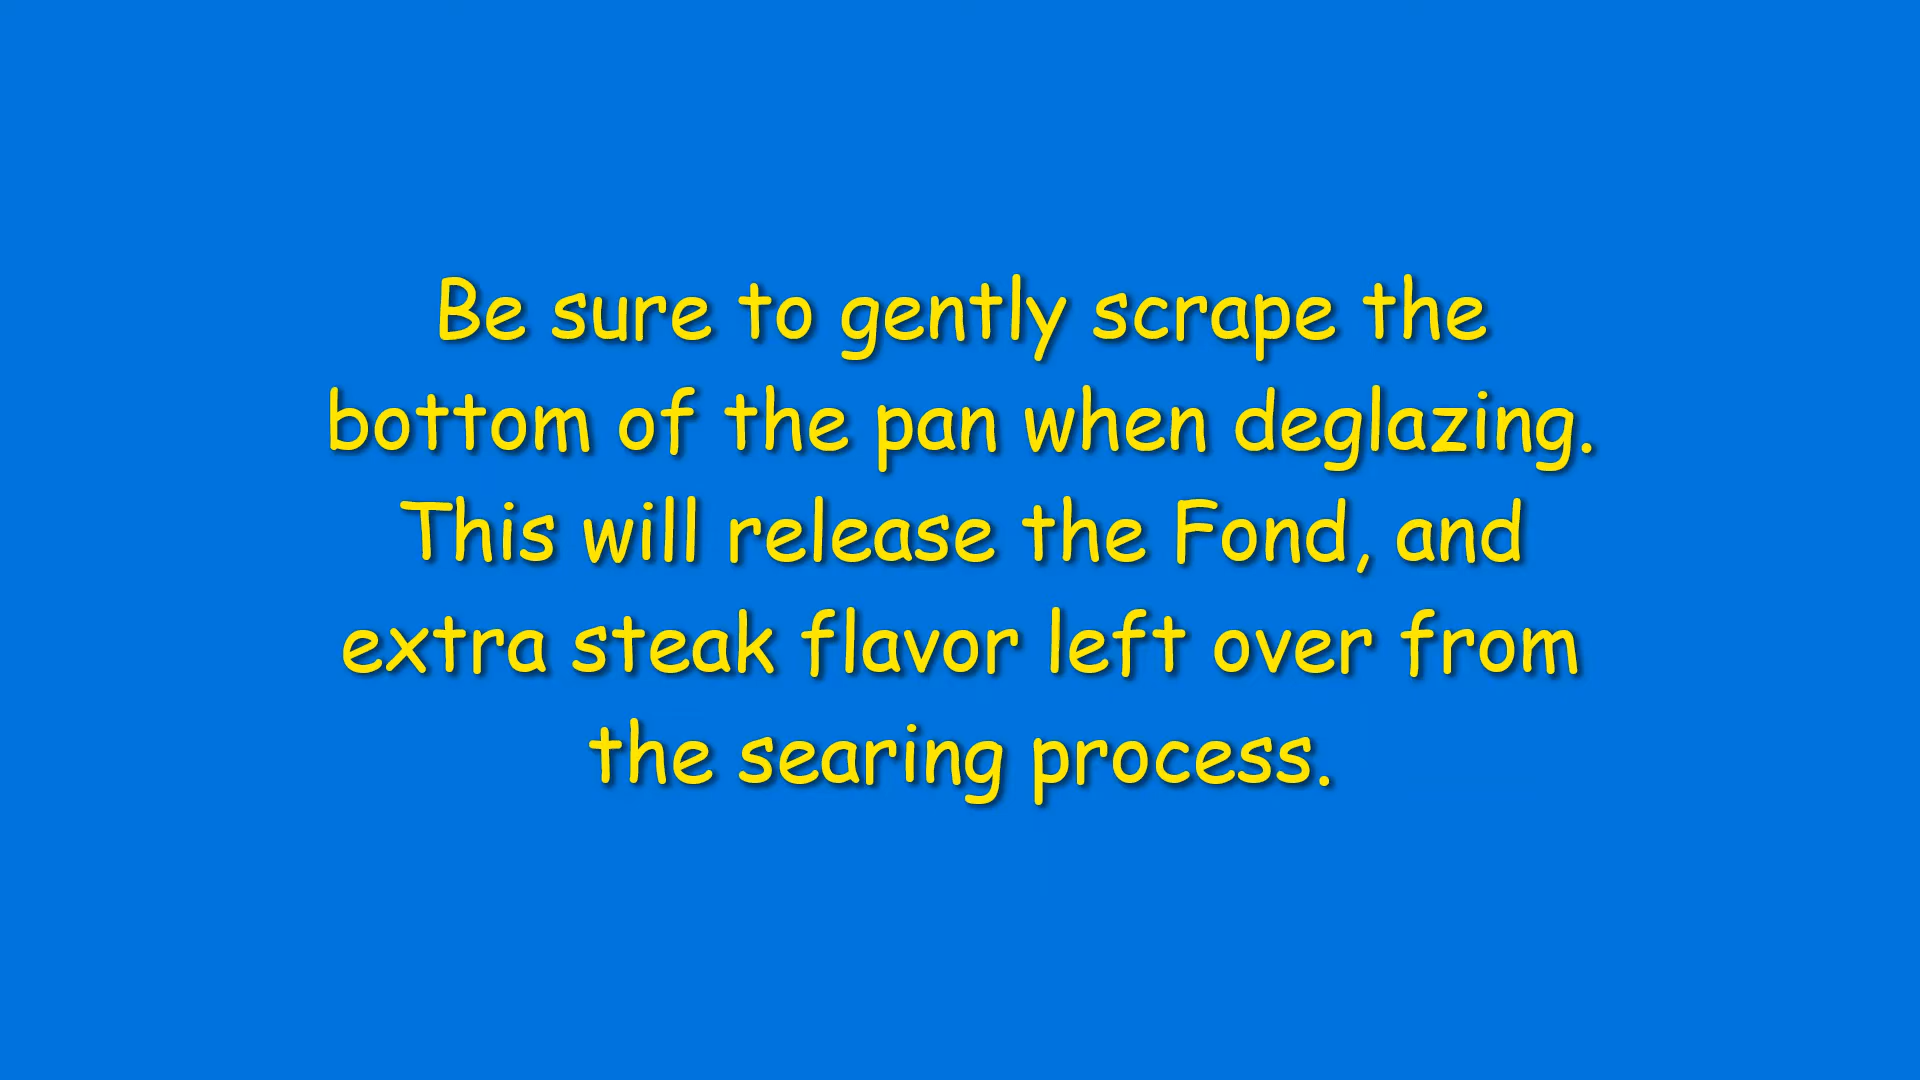 Be sure to gently scrape the
bottom of the pan when deglazing.
This will release the Fond, and
extra steak flavor left over from
the searing process.